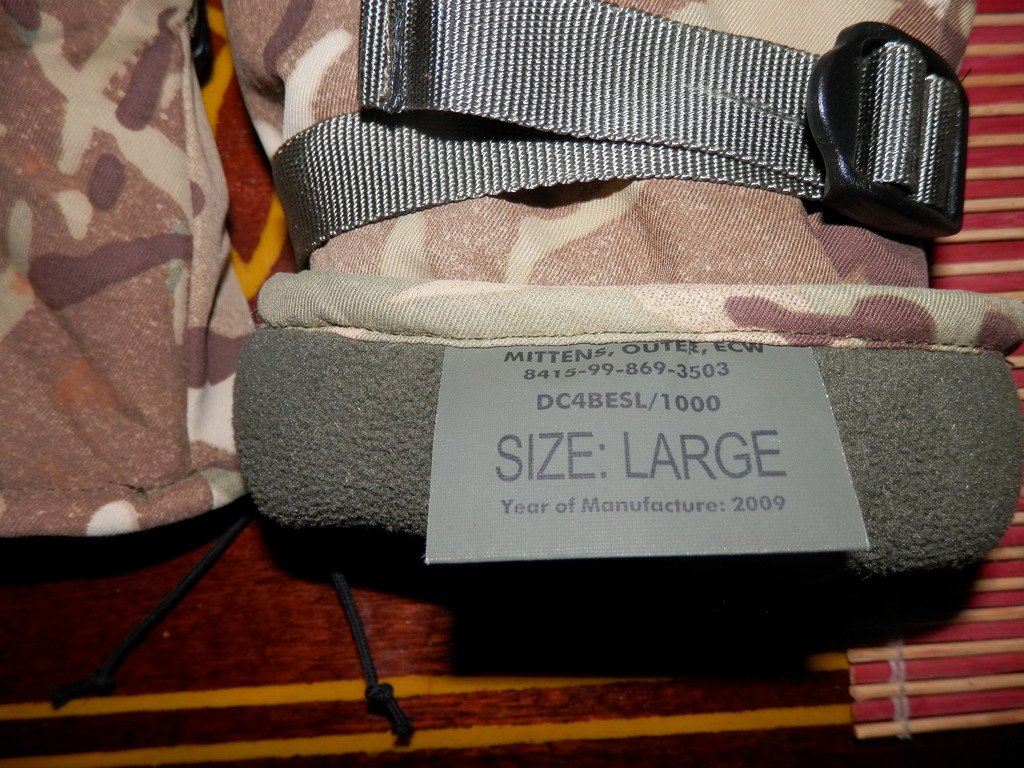 MITTENS, OUTER, ECW
8415-99-869-3503
DC4BESL/1000
SIZE: LARGE
Year of Manufacture: 2009